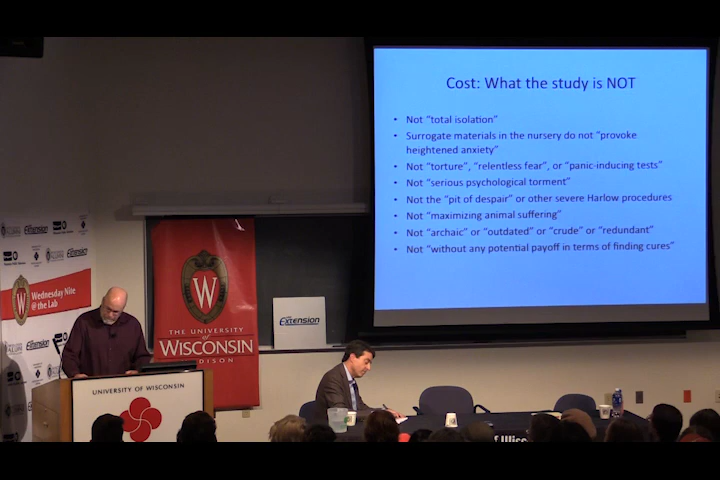 Cost: What the study is NOT
• Not “total isolation”
• Surrogate materials in the nursery do not “provoke
heightened anxiety”
• Not “torture”, “relentless fear”, or “panic-inducing tests”
• Not “serious psychological torment”
• Not the “pit of despair” or other severe Harlow procedures
• Not “maximizing animal suffering”
• Not “archaic” or “outdated” or “crude” or “redundant”
• Not “without any potential payoff in terms of finding cures”
Extension
Wednesday Nite
@ the Lab
W
THE UNIVERSITY
of
WISCONSIN
Extension
UNIVERSITY OF WISCONSIN